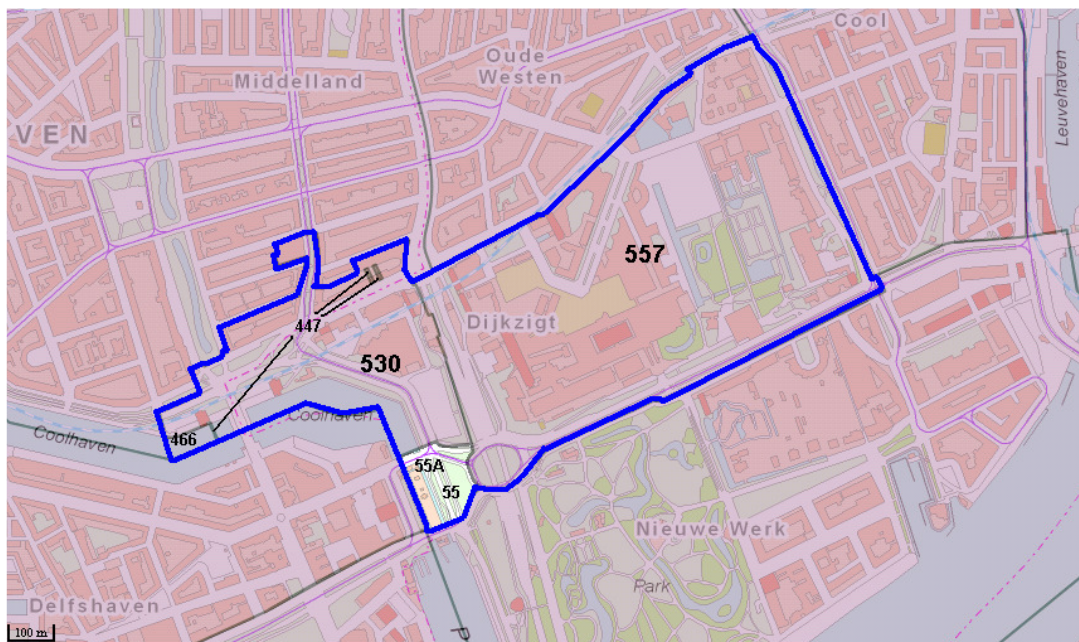 Cool
Oude
Westen
Middelland
VEN
Leuvehaven
557
Dijkzigt
447
530
Coolhaven
Coolhaven
466
55A
55
Nieuwe Werk
Park
Delfshaven
P
100 m